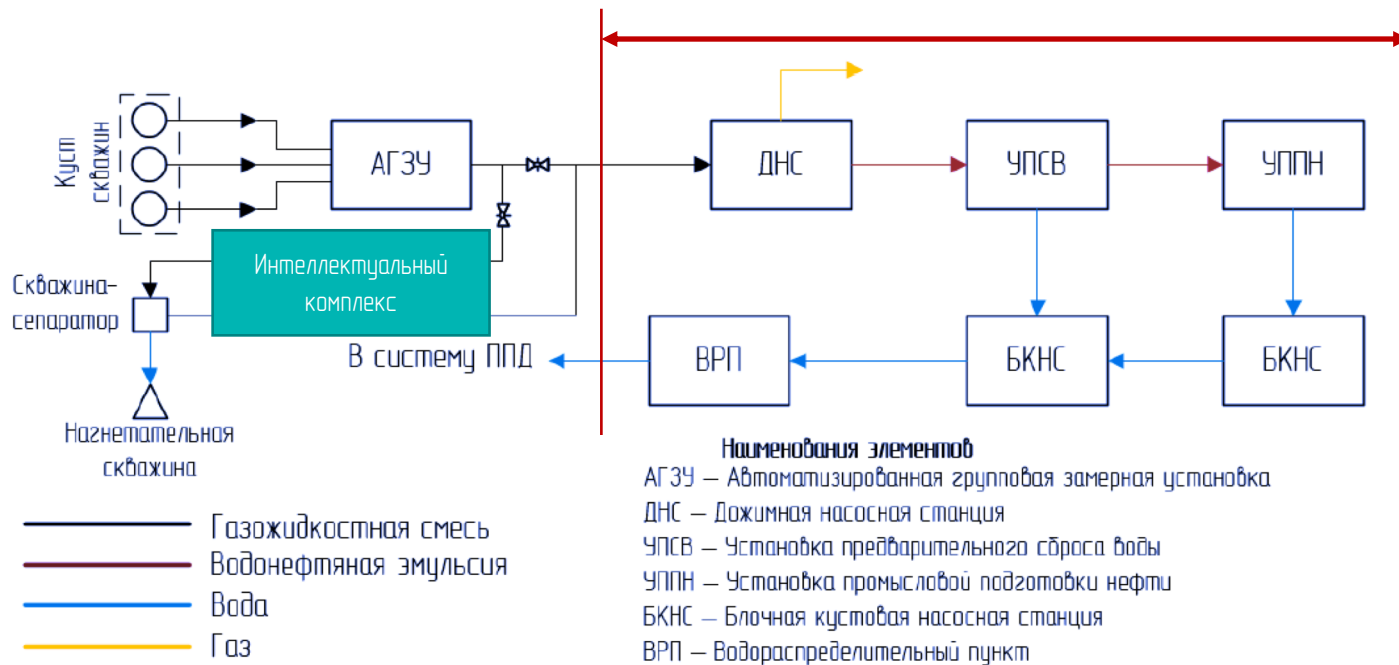 Куст
скважин
АГЗУ
ДНС
УПСВ
УППН
Интеллектуальный
комплекс
Скважина-
сепаратор
В систему ППД
ВРП
БКНС
БКНС
Нагнетательная
скважина
Наименования элементов
АГЗУ – Автоматизированная групповая замерная установка
ДНС – Дожимная насосная станция
УПСВ – Установка предварительного сброса воды
УППН – Установка промысловой подготовки нефти
БКНС – Блочная кустовая насосная станция
ВРП – Водораспределительный пункт
Газожидкостная смесь
Водонефтяная эмульсия
Вода
Газ